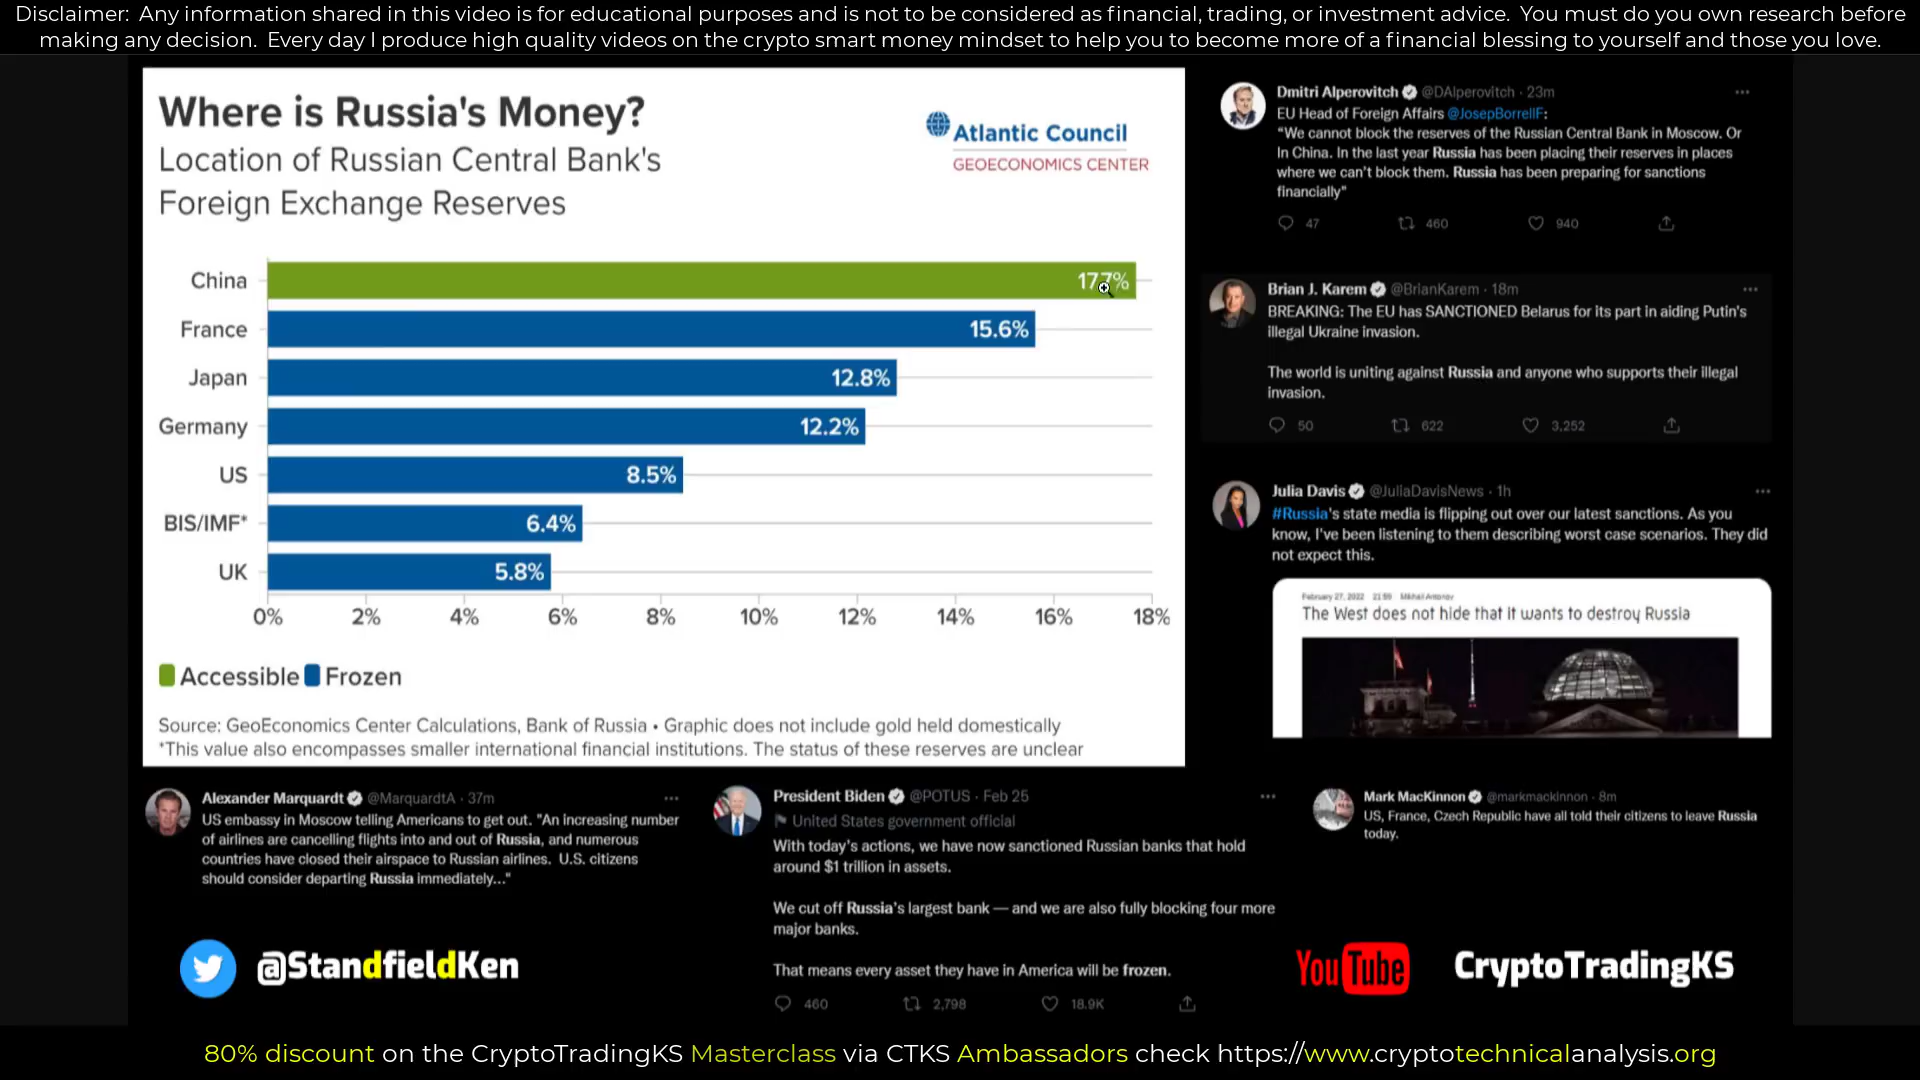 Disclaimer: Any information shared in this video is for educational purposes and is not to be considered as financial, trading, or investment advice. You must do you own research before
making any decision. Every day I produce high quality videos on the crypto smart money mindset to help you to become more of a financial blessing to yourself and those you love.
Where is Russia's Money?
Location of Russian Central Bank's
Foreign Exchange Reserves
Atlantic Council
GEOECONOMICS CENTER
China 17.7%
France 15.6%
Japan 12.8%
Germany 12.2%
US 8.5%
BIS/IMF* 6.4%
UK 5.8%
0% 2% 4% 6% 8% 10% 12% 14% 16% 18%
Accessible Frozen
Source: GeoEconomics Center Calculations, Bank of Russia • Graphic does not include gold held domestically
*This value also encompasses smaller international financial institutions. The status of these reserves are unclear
Dmitri Alperovitch @DAlperovitch · 23m
EU Head of Foreign Affairs @JosepBorrellF:
“We cannot block the reserves of the Russian Central Bank in Moscow. Or
In China. In the last year Russia has been placing their reserves in places
where we can't block them. Russia has been preparing for sanctions
financially”
47 460 940
Brian J. Karem @BrianKarem · 18m
BREAKING: The EU has SANCTIONED Belarus for its part in aiding Putin's
illegal Ukraine invasion.
The world is uniting against Russia and anyone who supports their illegal
invasion.
50 622 3,252
Julia Davis @JuliaDavisNews · 1h
#Russia's state media is flipping out over our latest sanctions. As you
know, I've been listening to them describing worst case scenarios. They did
not expect this.
February 27, 2022 21:59 Mikhail Antonov
The West does not hide that it wants to destroy Russia
Alexander Marquardt @MarquardtA · 37m
US embassy in Moscow telling Americans to get out. "An increasing number
of airlines are cancelling flights into and out of Russia, and numerous
countries have closed their airspace to Russian airlines. U.S. citizens
should consider departing Russia immediately..."
President Biden @POTUS · Feb 25
United States government official
With today's actions, we have now sanctioned Russian banks that hold
around $1 trillion in assets.
We cut off Russia's largest bank — and we are also fully blocking four more
major banks.
That means every asset they have in America will be frozen.
460 2,798 18.9K
Mark MacKinnon @markmackinnon · 8m
US, France, Czech Republic have all told their citizens to leave Russia
today.
@StandfieldKen
YouTube CryptoTradingKS
80% discount on the CryptoTradingKS Masterclass via CTKS Ambassadors check https://www.cryptotechnicalanalysis.org